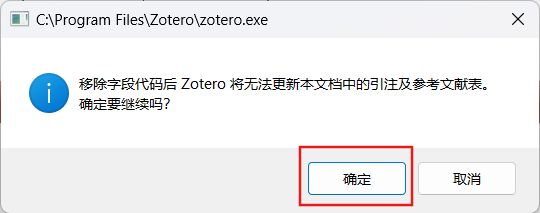 C:\Program Files\Zotero\zotero.exe
移除字段代码后 Zotero 将无法更新本文档中的引注及参考文献表。
确定要继续吗？
确定
取消